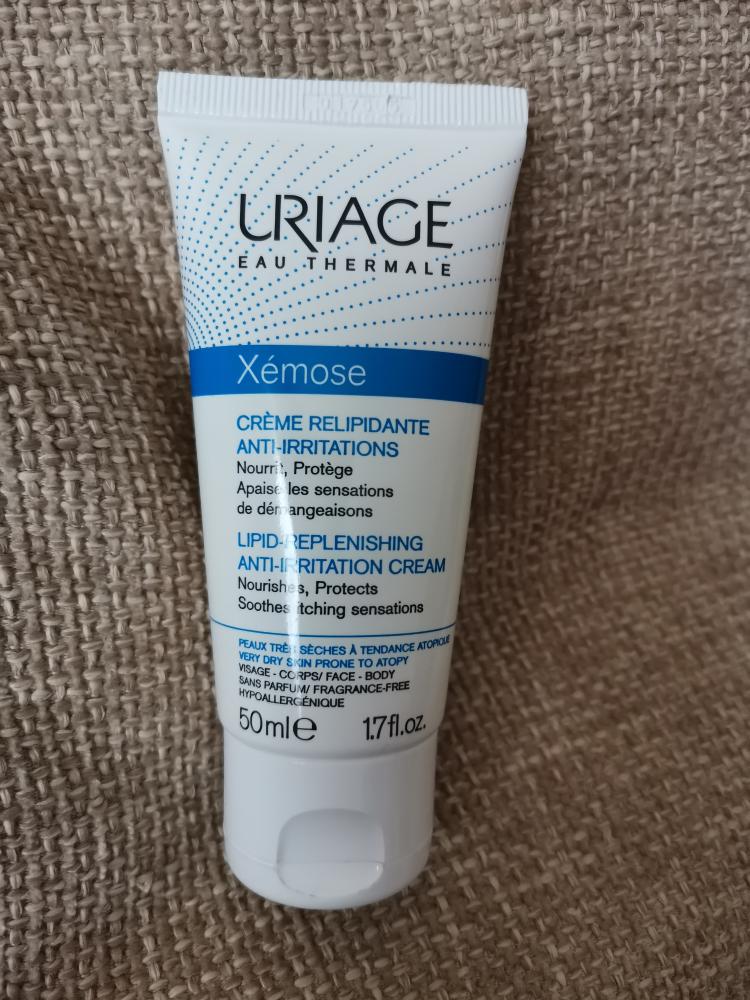 URIAGE
EAU THERMALE
Xémose
CRÈME RELIPIDANTE
ANTI-IRRITATIONS
Nourrit, Protège
Apaise les sensations
de démangeaisons
LIPID-REPLENISHING
ANTI-IRRITATION CREAM
Nourishes, Protects
Soothes itching sensations
PEAUX TRÈS SÈCHES À TENDANCE ATOPIQUE
VERY DRY SKIN PRONE TO ATOPY
VISAGE - CORPS/ FACE - BODY
SANS PARFUM/ FRAGRANCE-FREE
HYPOALLERGÉNIQUE
50ml℮ 1.7fl.oz.